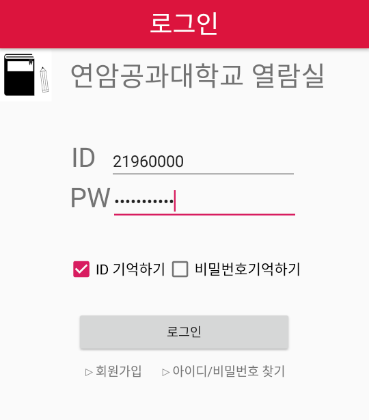 로그인
연암공과대학교 열람실
ID 21960000
PW •••••••••••
ID 기억하기 비밀번호기억하기
로그인
▷ 회원가입 ▷ 아이디/비밀번호 찾기